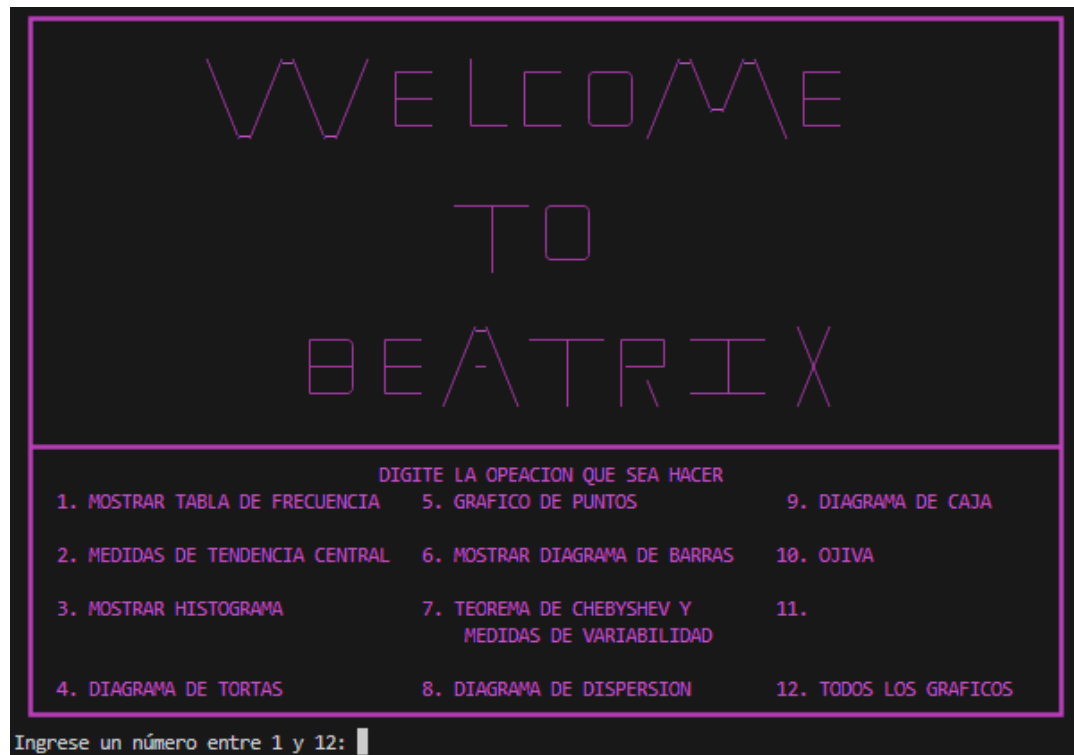 WELCOME
TO
BEATRIX
DIGITE LA OPEACION QUE SEA HACER
1. MOSTRAR TABLA DE FRECUENCIA 5. GRAFICO DE PUNTOS 9. DIAGRAMA DE CAJA
2. MEDIDAS DE TENDENCIA CENTRAL 6. MOSTRAR DIAGRAMA DE BARRAS 10. OJIVA
3. MOSTRAR HISTOGRAMA 7. TEOREMA DE CHEBYSHEV Y 11.
MEDIDAS DE VARIABILIDAD
4. DIAGRAMA DE TORTAS 8. DIAGRAMA DE DISPERSION 12. TODOS LOS GRAFICOS
Ingrese un número entre 1 y 12: